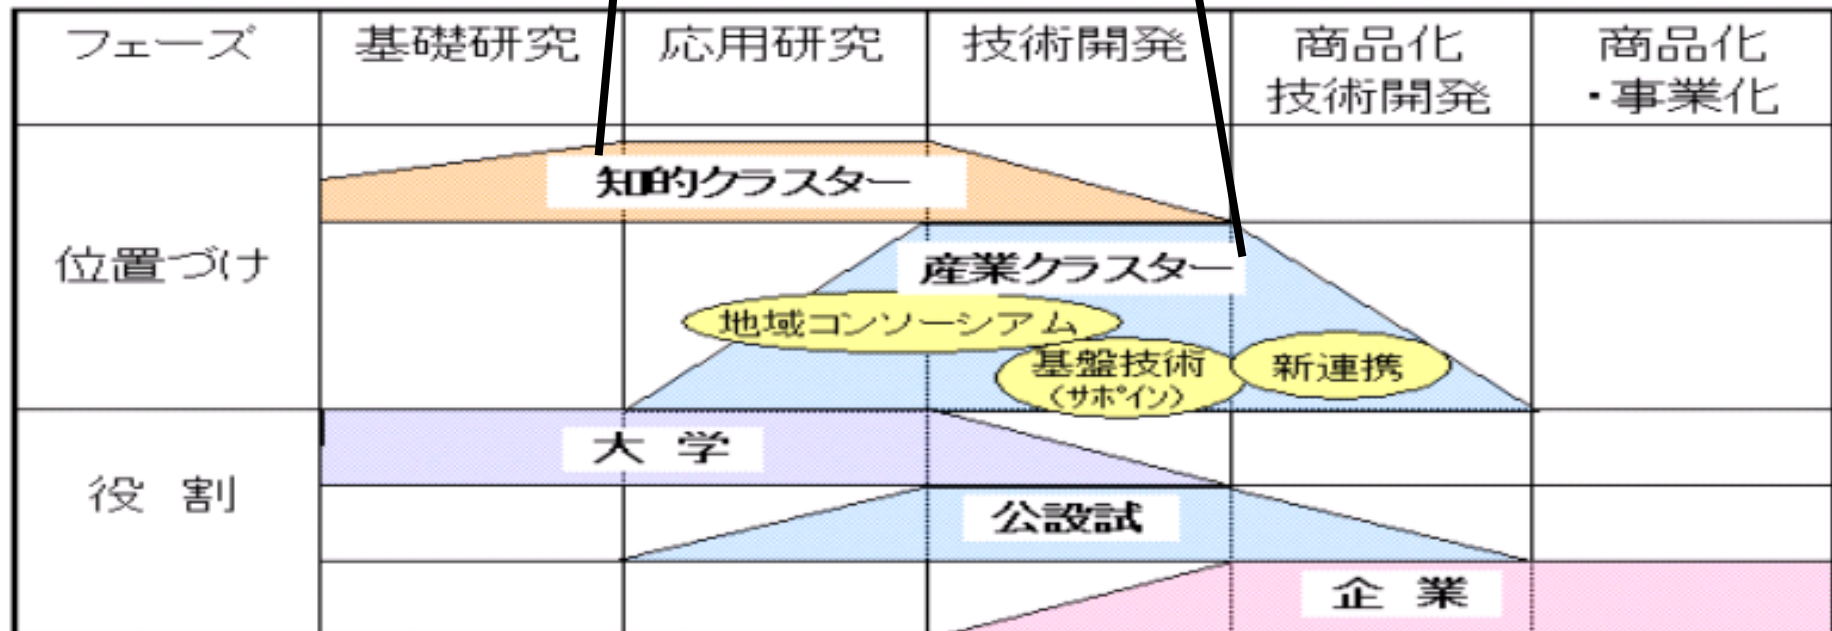 フェーズ
基礎研究
応用研究
技術開発
商品化
技術開発
商品化
・事業化
位置づけ
知的クラスター
産業クラスター
地域コンソーシアム
基盤技術
（サポイン）
新連携
役 割
大 学
公設試
企 業